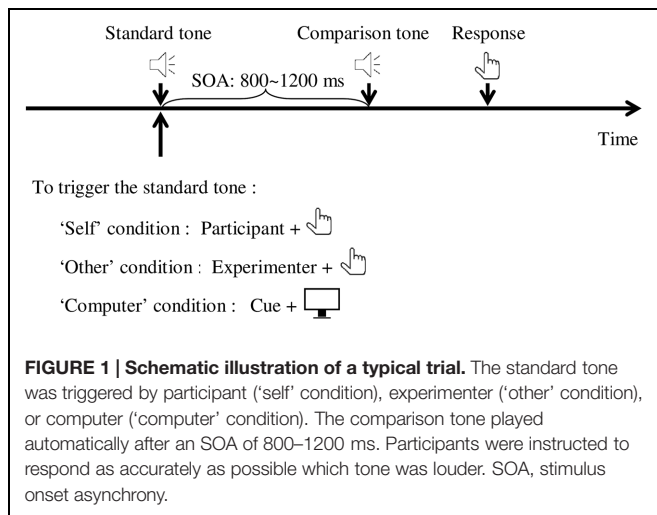 Standard tone Comparison tone Response
SOA: 800~1200 ms
Time
To trigger the standard tone :
‘Self’ condition : Participant +
‘Other’ condition : Experimenter +
‘Computer’ condition : Cue +
FIGURE 1 | Schematic illustration of a typical trial. The standard tone
was triggered by participant (‘self’ condition), experimenter (‘other’ condition),
or computer (‘computer’ condition). The comparison tone played
automatically after an SOA of 800–1200 ms. Participants were instructed to
respond as accurately as possible which tone was louder. SOA, stimulus
onset asynchrony.